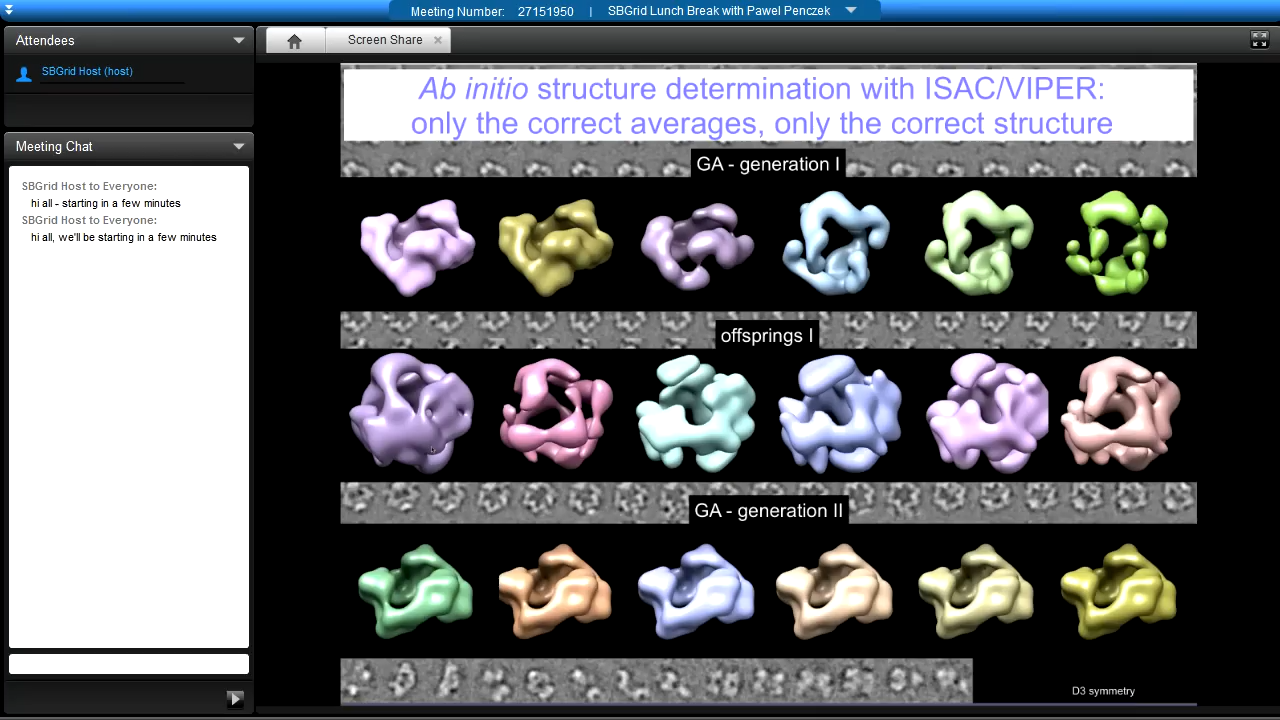 Meeting Number: 27151950 | SBGrid Lunch Break with Pawel Penczek
Attendees
SBGrid Host (host)
Meeting Chat
SBGrid Host to Everyone:
hi all - starting in a few minutes
SBGrid Host to Everyone:
hi all, we'll be starting in a few minutes
Screen Share
Ab initio structure determination with ISAC/VIPER:
only the correct averages, only the correct structure
GA - generation I
offsprings I
GA - generation II
D3 symmetry